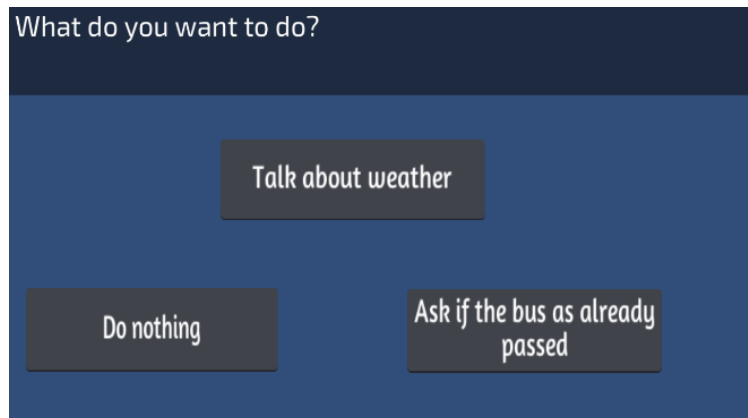 What do you want to do?
Talk about weather
Do nothing
Ask if the bus as already
passed